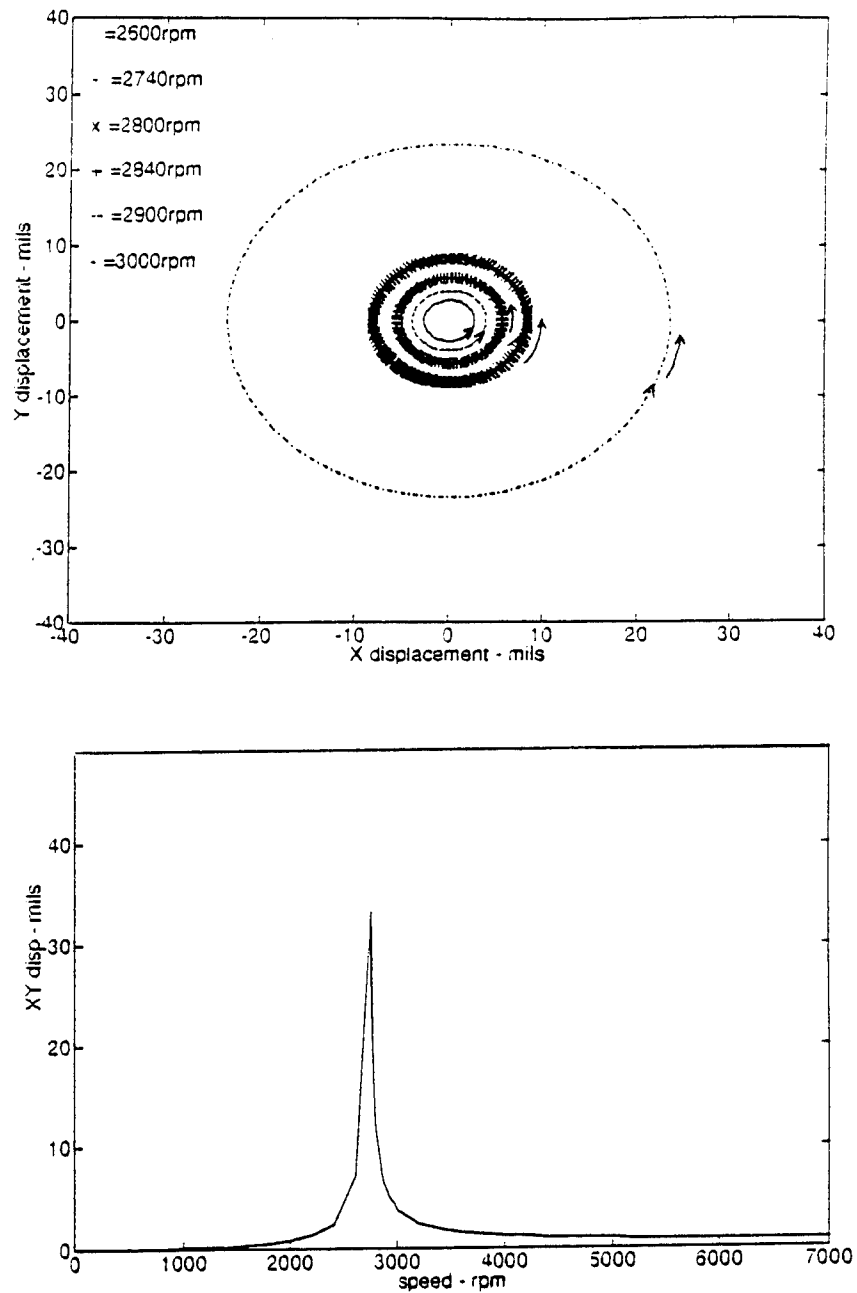 40
=2600rpm
- =2740rpm
30
x =2800rpm
20
+ =2840rpm
-- =2900rpm
10
- =3000rpm
Y displacement - mils
0
-10
-20
-30
-40
-40 -30 -20 -10 0 10 20 30 40
X displacement - mils
40
XY disp - mils
30
20
10
0
0 1000 2000 3000 4000 5000 6000 7000
speed - rpm